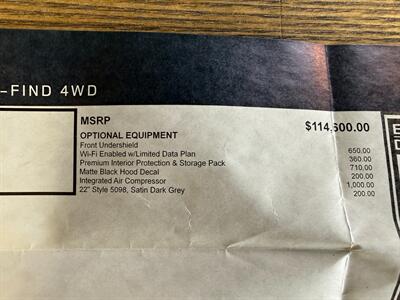 -FIND 4WD
MSRP $114,500.00
OPTIONAL EQUIPMENT
Front Undershield 650.00
Wi-Fi Enabled w/Limited Data Plan 360.00
Premium Interior Protection & Storage Pack 710.00
Matte Black Hood Decal 200.00
Integrated Air Compressor 1,000.00
22" Style 5098, Satin Dark Grey 200.00